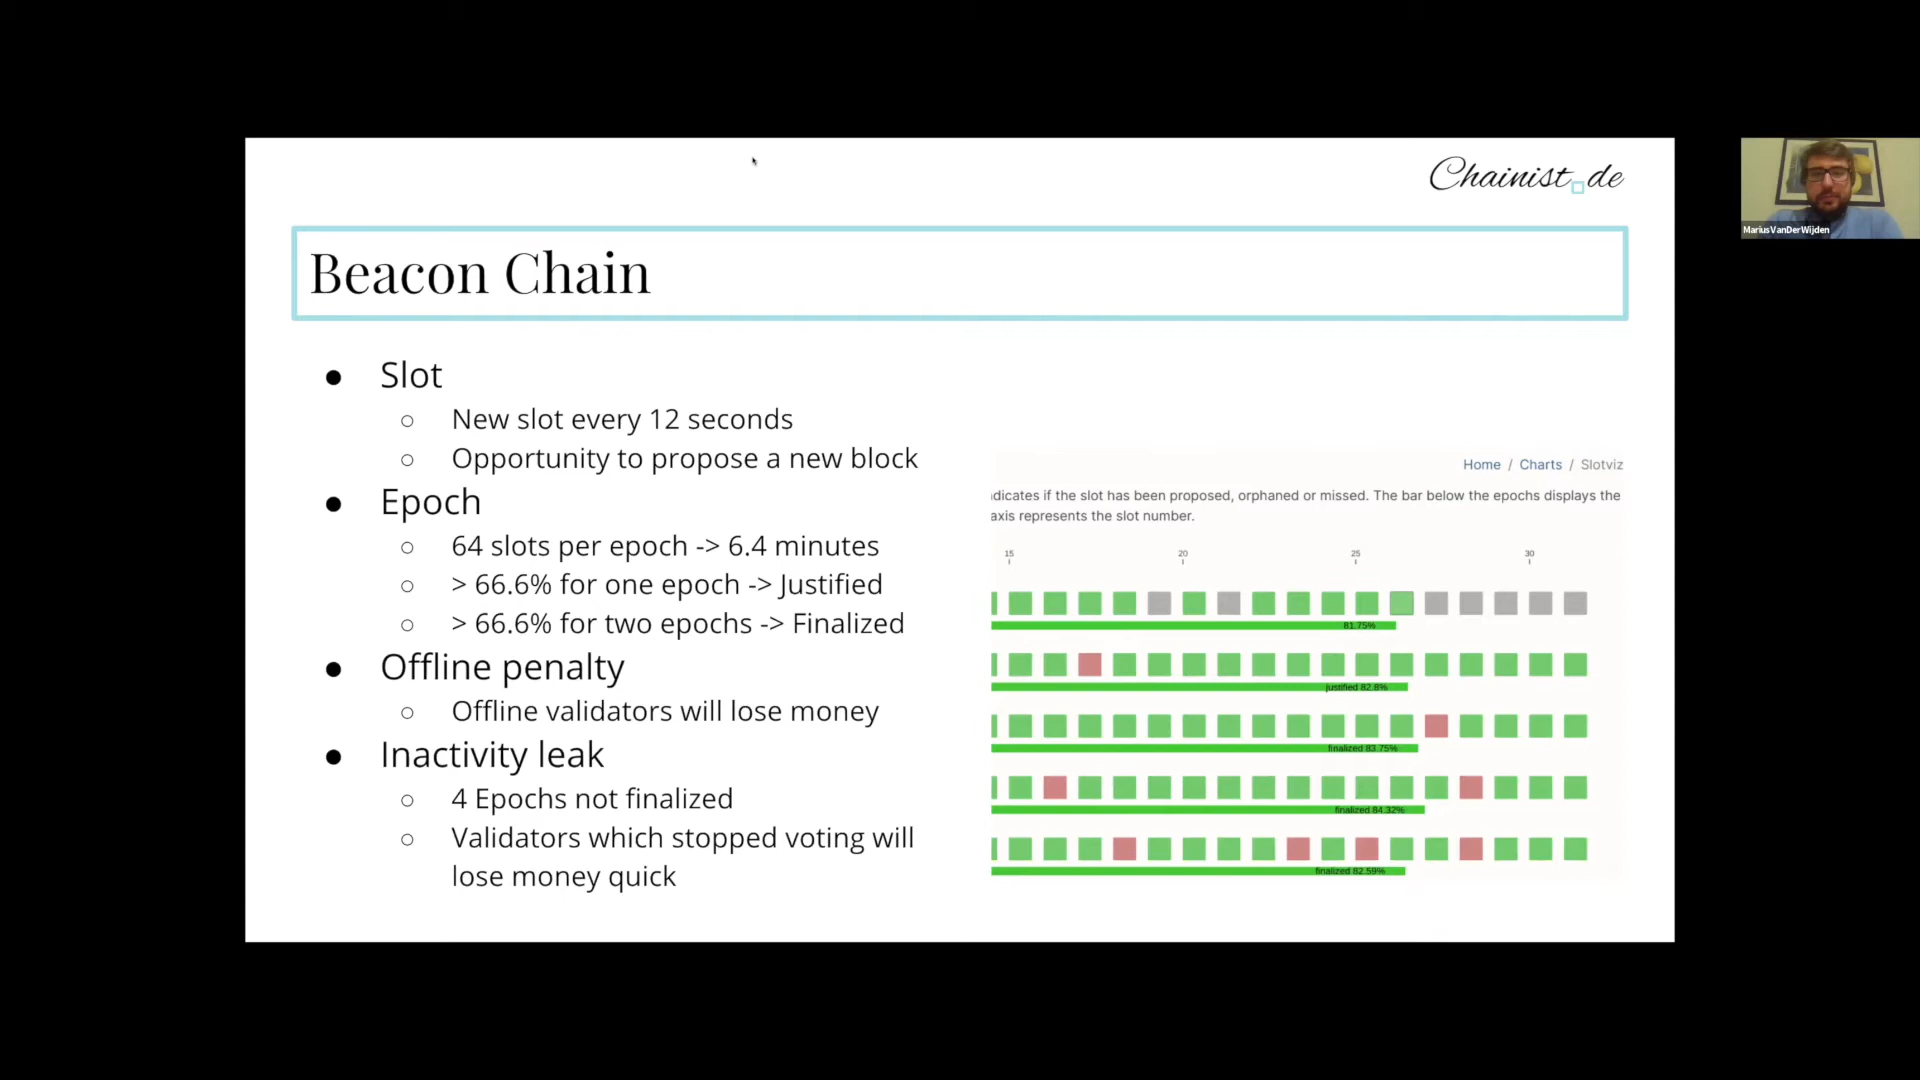 Chainist.de
MariusVanDerWijden
Beacon Chain
● Slot
○ New slot every 12 seconds
○ Opportunity to propose a new block
● Epoch
○ 64 slots per epoch -> 6.4 minutes
○ > 66.6% for one epoch -> Justified
○ > 66.6% for two epochs -> Finalized
● Offline penalty
○ Offline validators will lose money
● Inactivity leak
○ 4 Epochs not finalized
○ Validators which stopped voting will
lose money quick
Home / Charts / Slotviz
ndicates if the slot has been proposed, orphaned or missed. The bar below the epochs displays the
axis represents the slot number.
15 20 25 30
81.75%
justified 82.8%
finalized 83.75%
finalized 84.32%
finalized 82.59%